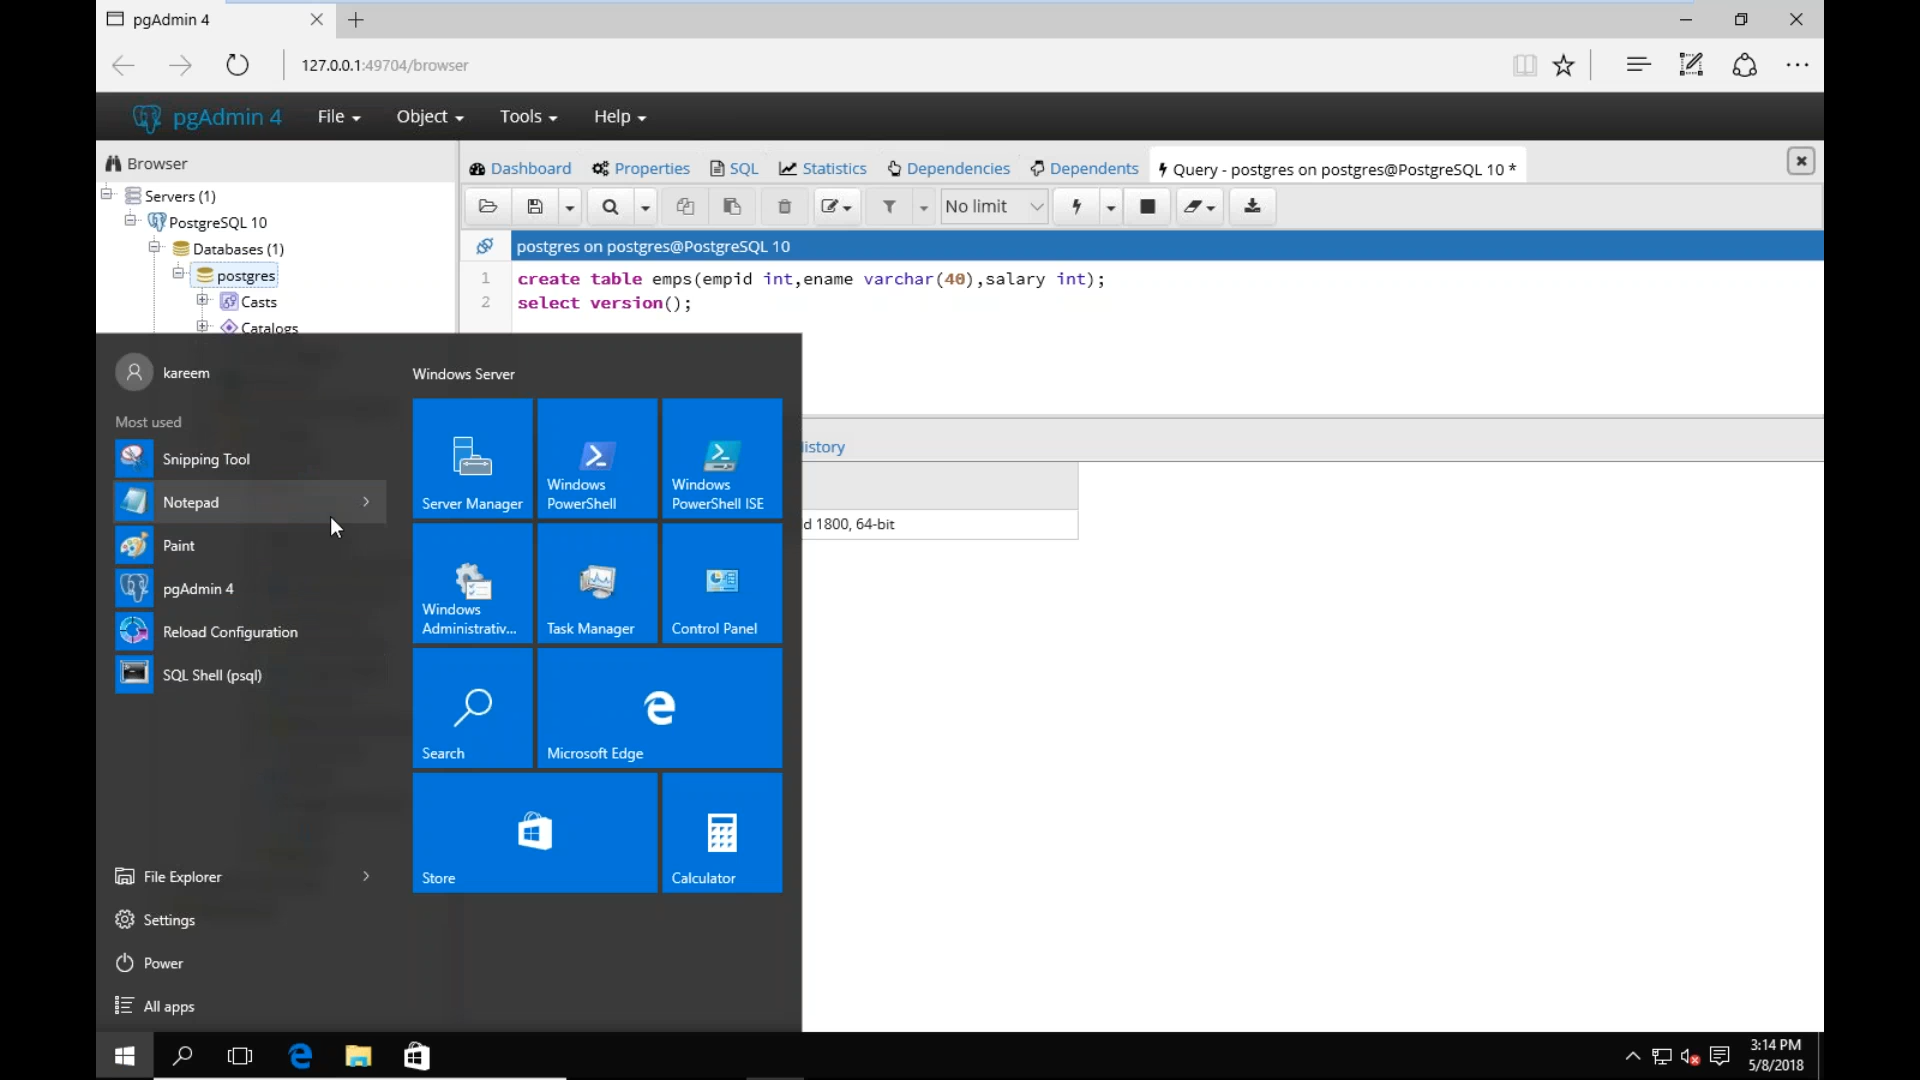 pgAdmin 4
127.0.0.1:49704/browser
pgAdmin 4 File Object Tools Help
Browser
Dashboard Properties SQL Statistics Dependencies Dependents Query - postgres on postgres@PostgreSQL 10 *
Servers (1)
PostgreSQL 10
Databases (1)
postgres
Casts
Catalogs
No limit
postgres on postgres@PostgreSQL 10
1 create table emps(empid int,ename varchar(40),salary int);
2 select version();
istory
d 1800, 64-bit
kareem
Most used
Snipping Tool
Notepad
Paint
pgAdmin 4
Reload Configuration
SQL Shell (psql)
File Explorer
Settings
Power
All apps
Windows Server
Server Manager
Windows PowerShell
Windows PowerShell ISE
Windows Administrativ...
Task Manager
Control Panel
Search
Microsoft Edge
Store
Calculator
3:14 PM
5/8/2018